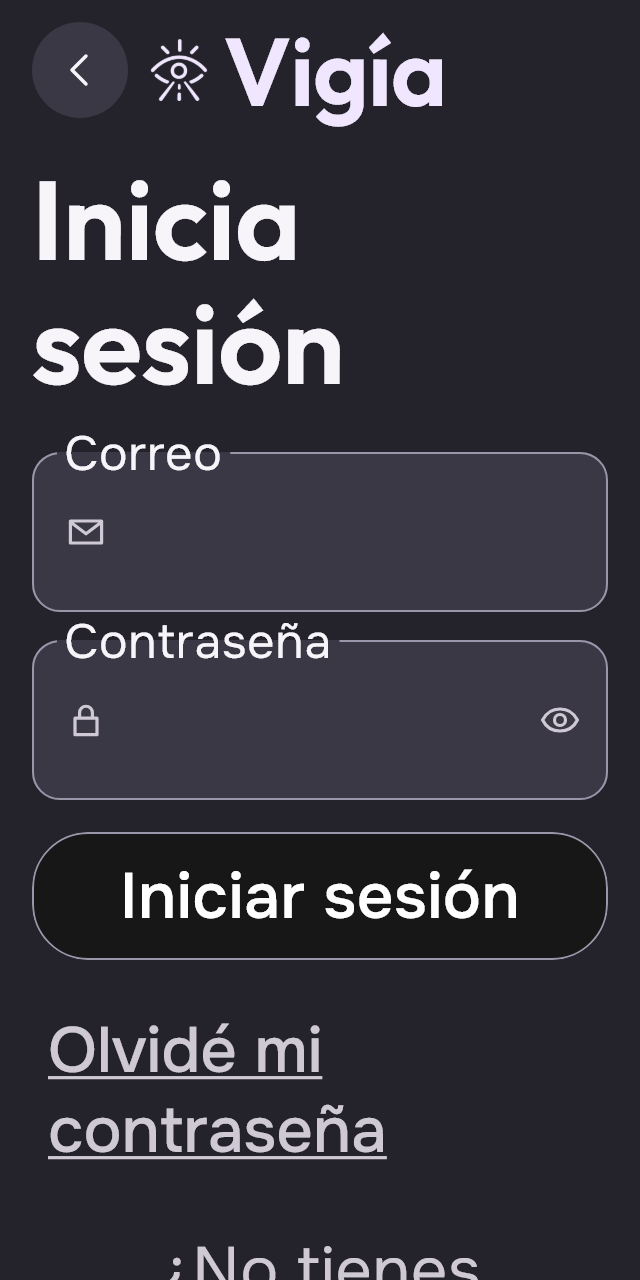 Vigía
Inicia
sesión
Correo
Contraseña
Iniciar sesión
Olvidé mi
contraseña
¿No tienes